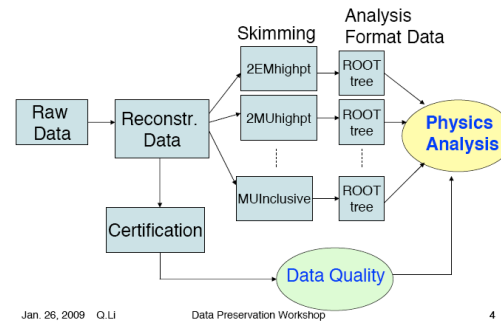 Skimming
Analysis
Format Data
2EMhighpt
ROOT
tree
Raw
Data
Reconstr.
Data
2MUhighpt
ROOT
tree
Physics
Analysis
MUInclusive
ROOT
tree
Certification
Data Quality
Jan. 26, 2009 Q.Li
Data Preservation Workshop
4